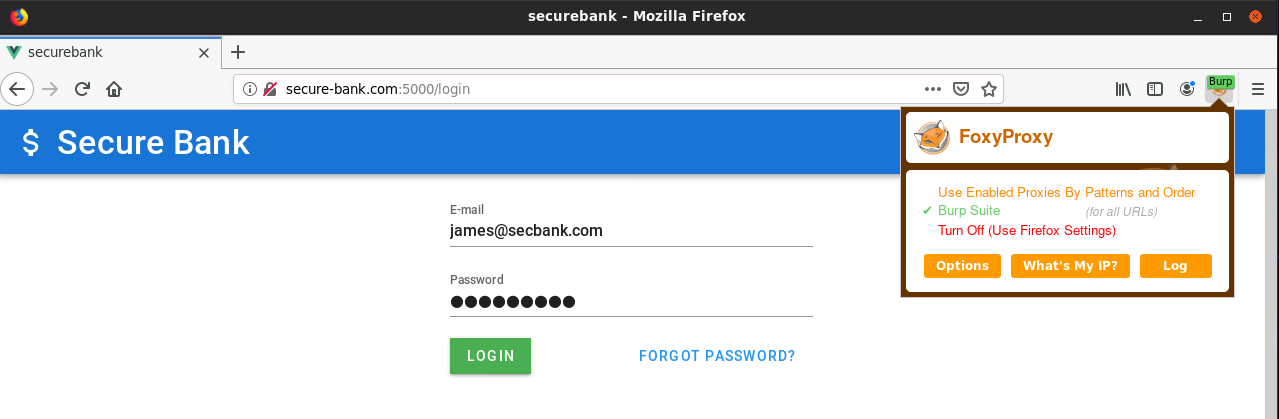 securebank - Mozilla Firefox
securebank
secure-bank.com:5000/login
Burp
$ Secure Bank
FoxyProxy
Use Enabled Proxies By Patterns and Order
✔ Burp Suite (for all URLs)
Turn Off (Use Firefox Settings)
Options What's My IP? Log
E-mail
james@secbank.com
Password
●●●●●●●●●
LOGIN FORGOT PASSWORD?